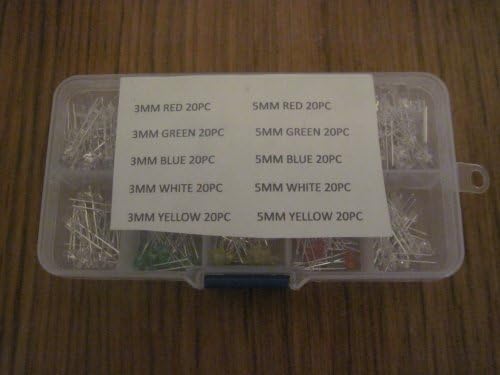 3MM RED 20PC 5MM RED 20PC
3MM GREEN 20PC 5MM GREEN 20PC
3MM BLUE 20PC 5MM BLUE 20PC
3MM WHITE 20PC 5MM WHITE 20PC
3MM YELLOW 20PC 5MM YELLOW 20PC